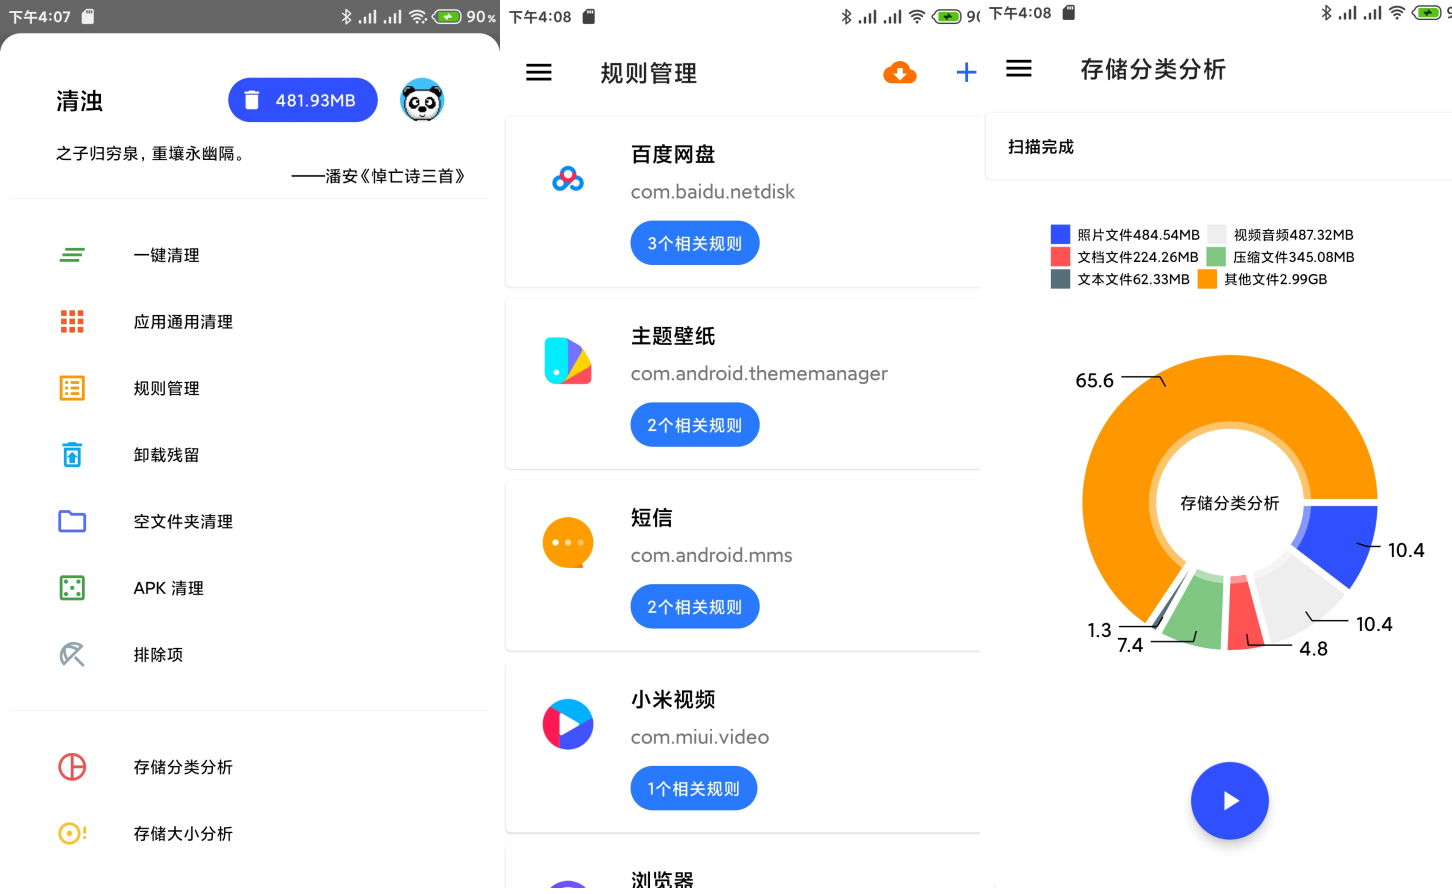 下午4:07
90%
清浊
481.93MB
之子归穷泉，重壤永幽隔。
——潘安《悼亡诗三首》
一键清理
应用通用清理
规则管理
卸载残留
空文件夹清理
APK 清理
排除项
存储分类分析
存储大小分析
下午4:08
规则管理
百度网盘
com.baidu.netdisk
3个相关规则
主题壁纸
com.android.thememanager
2个相关规则
短信
com.android.mms
2个相关规则
小米视频
com.miui.video
1个相关规则
浏览器
下午4:08
存储分类分析
扫描完成
照片文件484.54MB 视频音频487.32MB
文档文件224.26MB 压缩文件345.08MB
文本文件62.33MB 其他文件2.99GB
65.6
存储分类分析
10.4
10.4
1.3
7.4
4.8